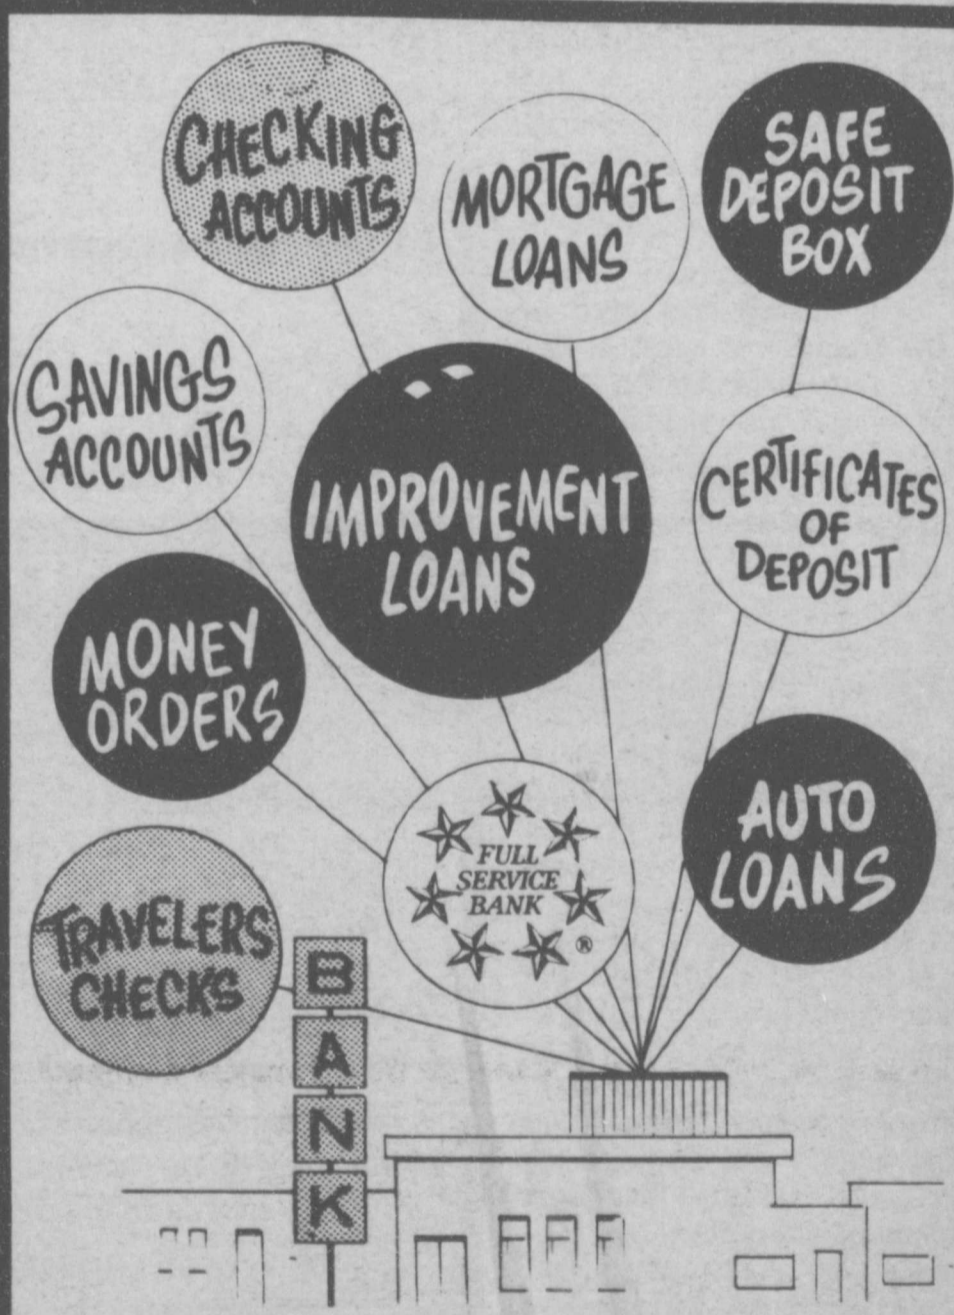 CHECKING
ACCOUNTS
MORTGAGE
LOANS
SAFE
DEPOSIT
BOX
SAVINGS
ACCOUNTS
IMPROVEMENT
LOANS
CERTIFICATES
OF
DEPOSIT
MONEY
ORDERS
FULL
SERVICE
BANK
®
AUTO
LOANS
TRAVELERS
CHECKS
B
A
N
K